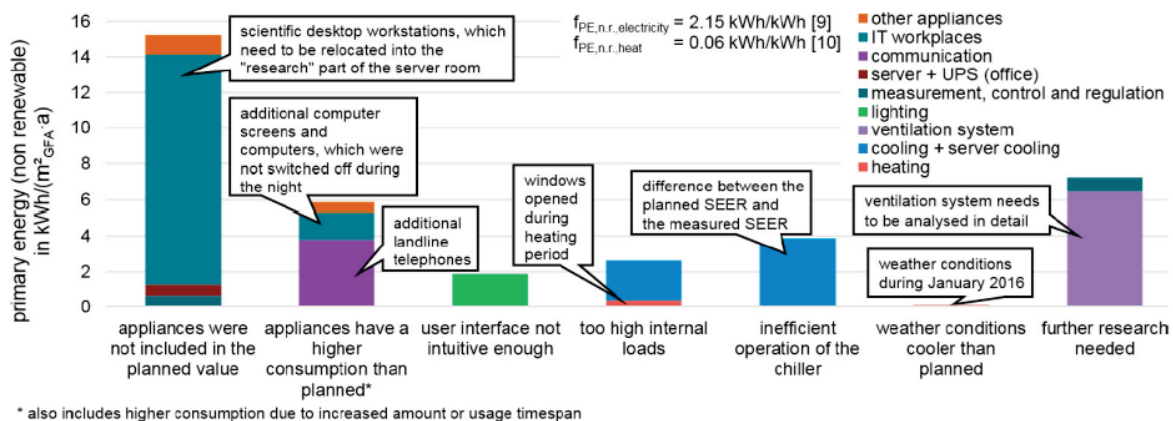 primary energy (non renewable)
in kWh/(m²GFA·a)
16
14
12
10
8
6
4
2
0
scientific desktop workstations, which
need to be relocated into the
"research" part of the server room
fPE,n.r.,electricity = 2.15 kWh/kWh [9]
fPE,n.r.,heat = 0.06 kWh/kWh [10]
other appliances
IT workplaces
communication
server + UPS (office)
measurement, control and regulation
lighting
ventilation system
cooling + server cooling
heating
additional computer
screens and
computers, which were
not switched off during
the night
additional
landline
telephones
windows
opened
during
heating
period
difference between the
planned SEER and
the measured SEER
ventilation system needs
to be analysed in detail
weather conditions
during January 2016
appliances were
not included in the
planned value
appliances have a
higher
consumption than
planned*
user interface not
intuitive enough
too high internal
loads
inefficient
operation of the
chiller
weather conditions
cooler than
planned
further research
needed
* also includes higher consumption due to increased amount or usage timespan